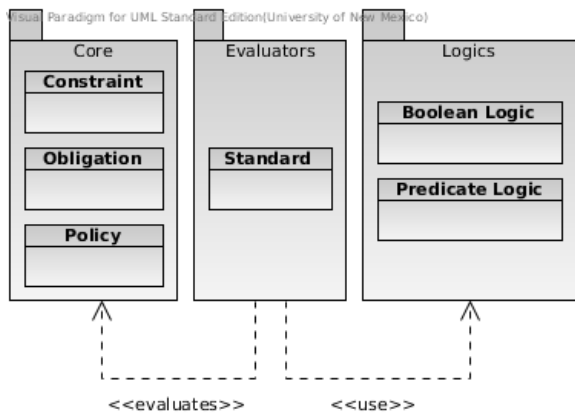 Visual Paradigm for UML Standard Edition(University of New Mexico)
Core
Evaluators
Logics
Constraint
Obligation
Policy
Standard
Boolean Logic
Predicate Logic
<<evaluates>>
<<use>>